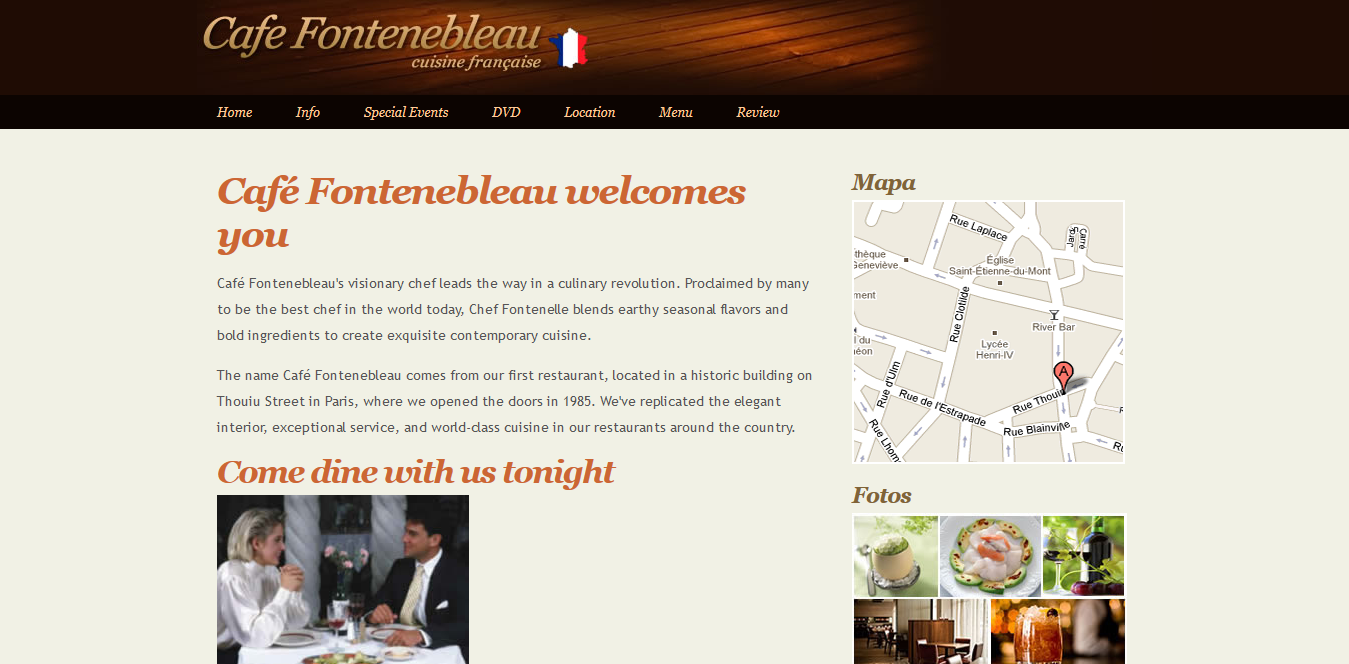 Cafe Fontenebleau
cuisine française
Home Info Special Events DVD Location Menu Review
Café Fontenebleau welcomes
you
Café Fontenebleau's visionary chef leads the way in a culinary revolution. Proclaimed by many
to be the best chef in the world today, Chef Fontenelle blends earthy seasonal flavors and
bold ingredients to create exquisite contemporary cuisine.
The name Café Fontenebleau comes from our first restaurant, located in a historic building on
Thouiu Street in Paris, where we opened the doors in 1985. We've replicated the elegant
interior, exceptional service, and world-class cuisine in our restaurants around the country.
Come dine with us tonight
Mapa
Rue Laplace
Carré
thèque
Geneviève
Église
Saint-Étienne-du-Mont
ment
Rue Clotilde
River Bar
Lycée
Henri-IV
l du
éon
A
Rue d'Ulm
Rue de l'Estrapade
Rue Thouin
Rue Blainville
Rue Lhom
Ru
Fotos